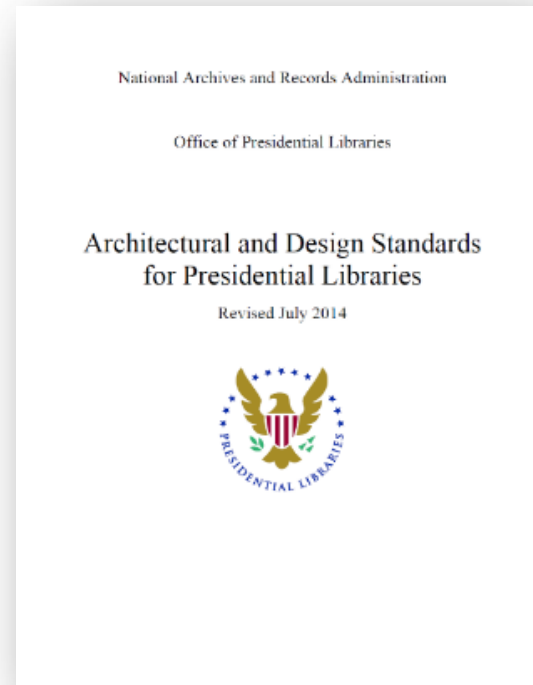 National Archives and Records Administration
Office of Presidential Libraries
Architectural and Design Standards
for Presidential Libraries
Revised July 2014
PRESIDENTIAL LIBRARIES